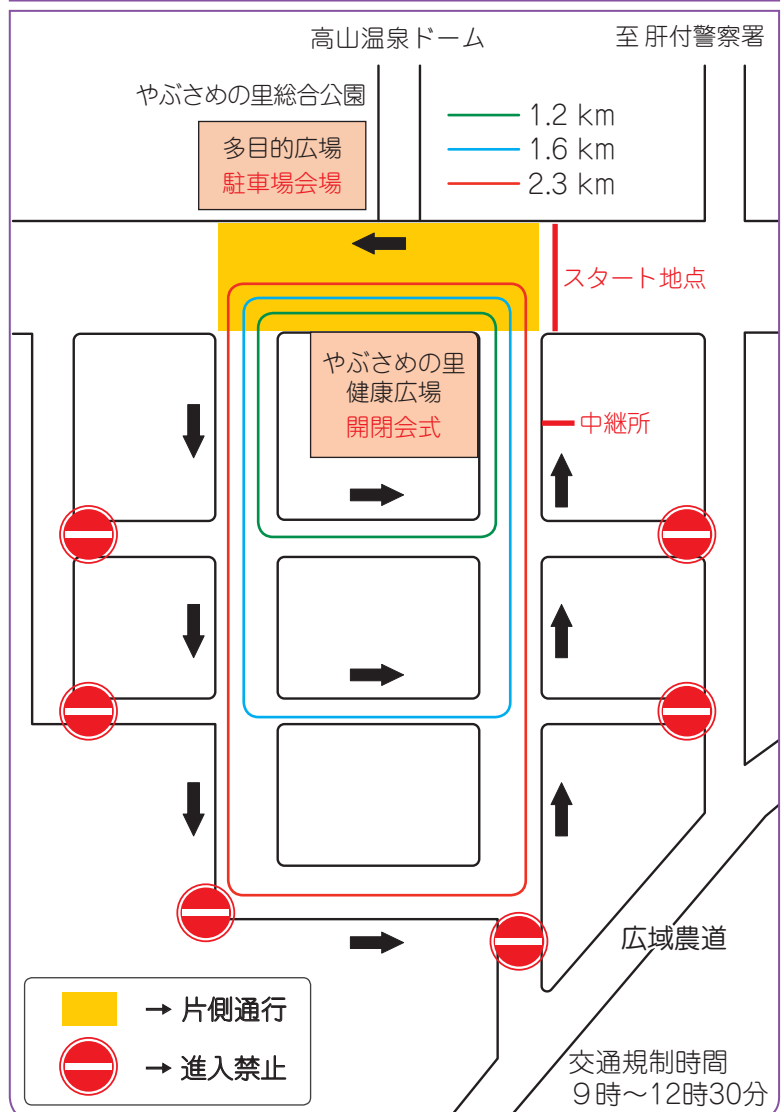 高山温泉ドーム
至 肝付警察署
やぶさめの里総合公園
多目的広場
駐車場会場
1.2 km
1.6 km
2.3 km
スタート地点
やぶさめの里
健康広場
開閉会式
中継所
広域農道
→ 片側通行
→ 進入禁止
交通規制時間
9時～12時30分